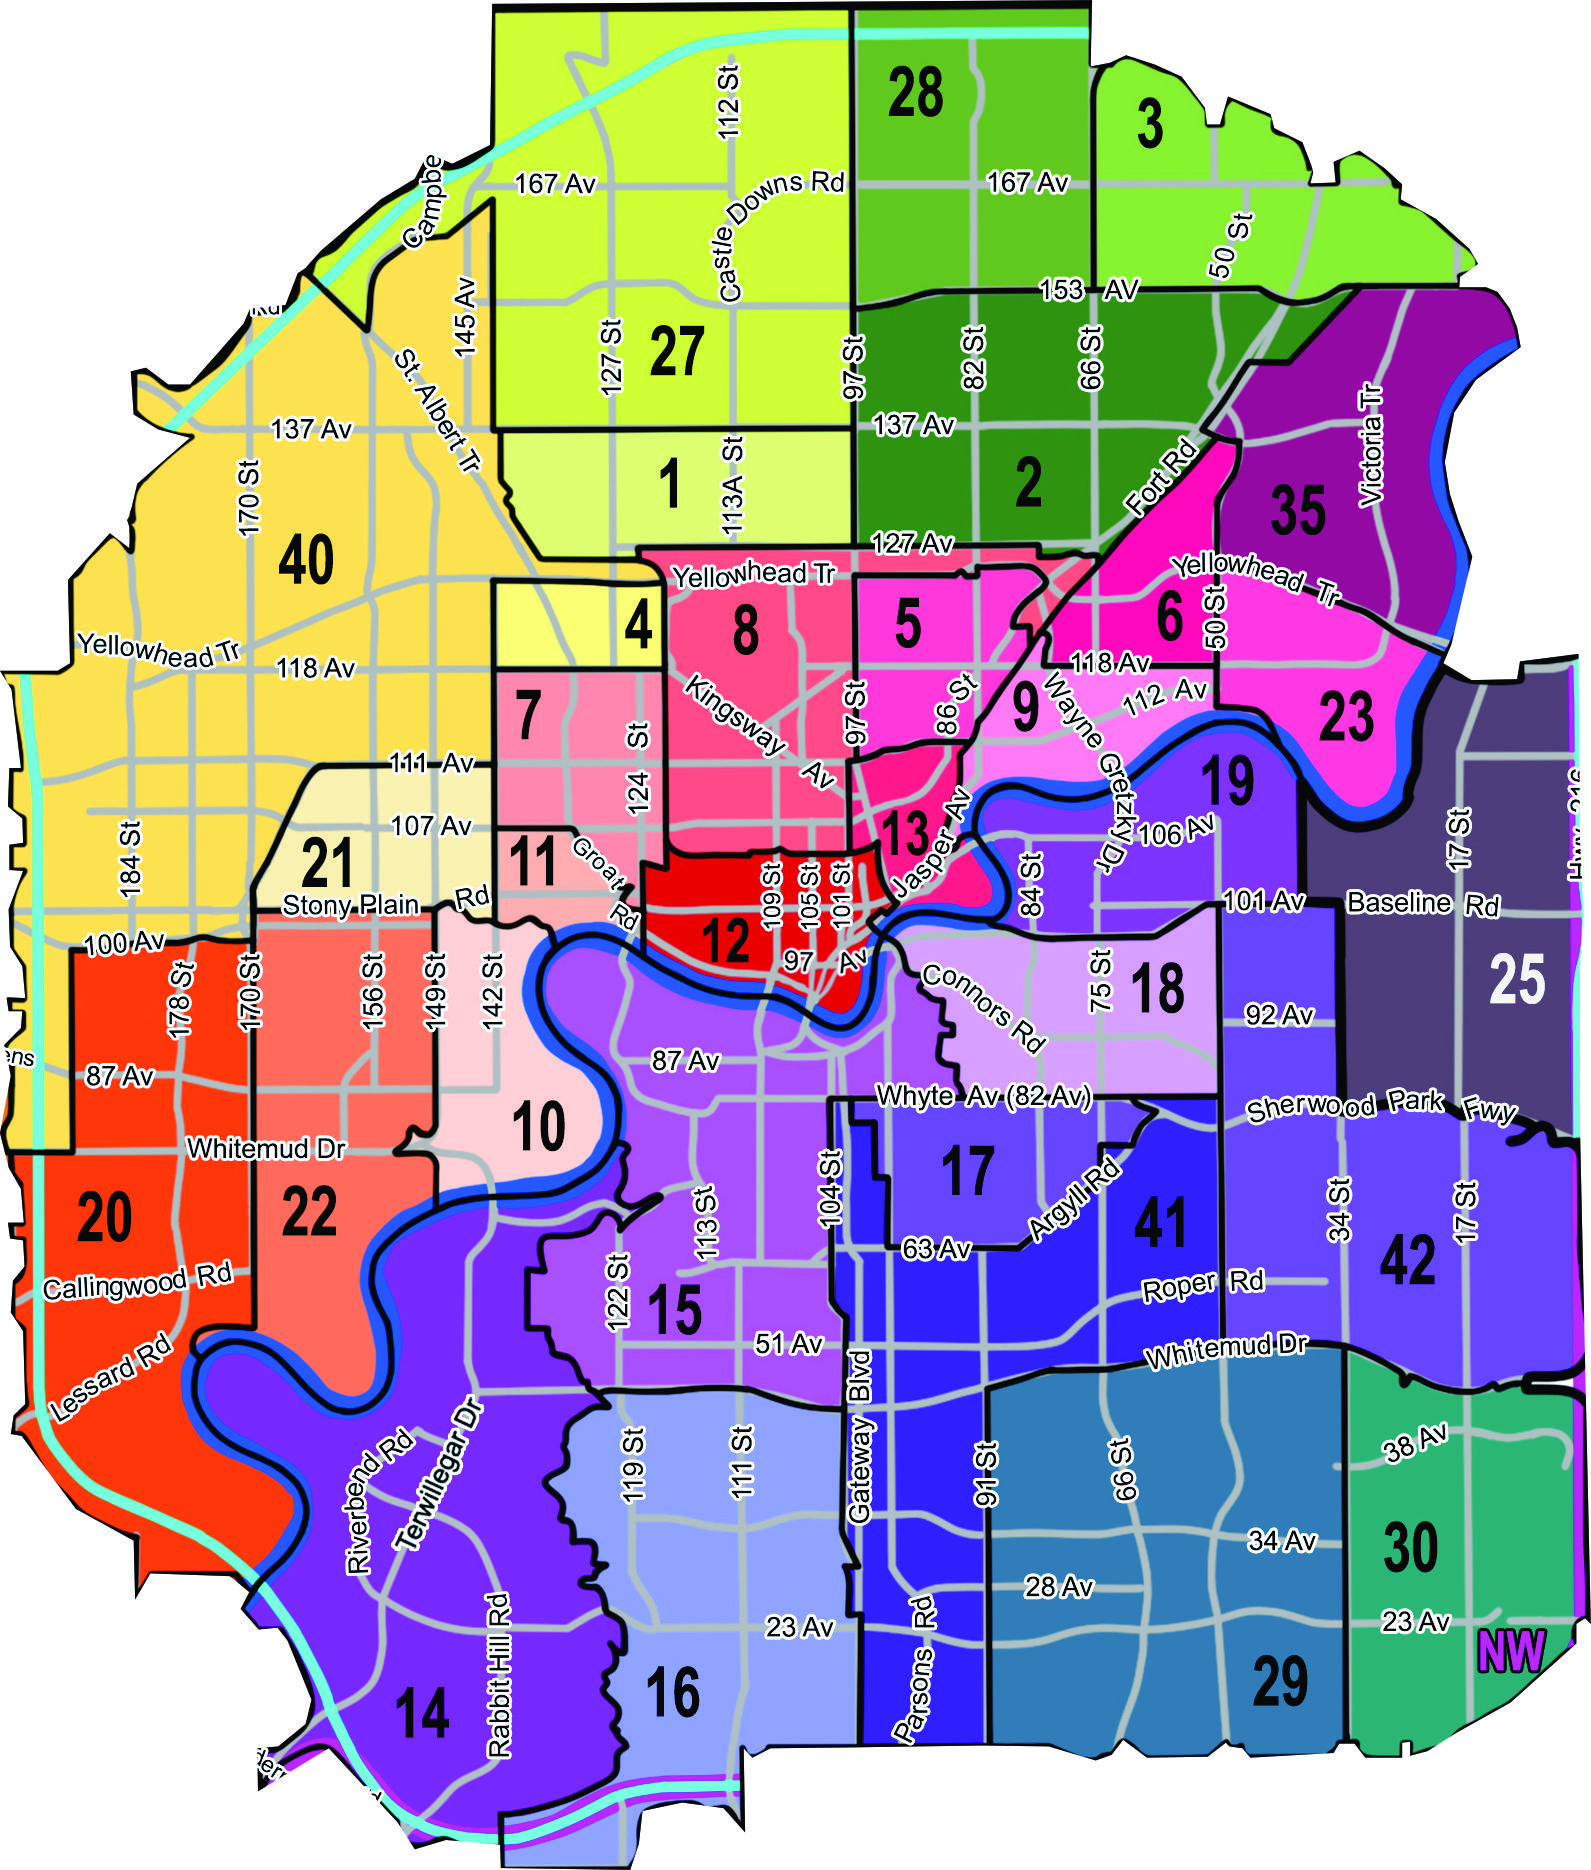 28
3
112 St
Campbe
167 Av
Castle Downs Rd
167 Av
50 St
153 AV
Rd
145 Av
127 St
27
97 St
82 St
66 St
St. Albert Tr
137 Av
137 Av
Victoria Tr
170 St
1
113A St
2
Fort Rd
35
40
127 Av
Yellowhead Tr
Yellowhead Tr
4
8
5
6
50 St
Yellowhead Tr
118 Av
118 Av
7
Kingsway Av
97 St
86 St
9
Wayne Gretzky Dr
112 Av
23
111 Av
124 St
19
Hwy 216
184 St
107 Av
21
11
Groat Rd
13
Jasper Av
106 Av
17 St
109 St
105 St
101 St
84 St
Stony Plain Rd
101 Av
Baseline Rd
100 Av
12
97 Av
178 St
170 St
156 St
149 St
142 St
Connors Rd
75 St
18
25
92 Av
ens
87 Av
87 Av
10
Whyte Av (82 Av)
Sherwood Park Fwy
Whitemud Dr
17
Argyll Rd
20
22
113 St
104 St
41
34 St
17 St
63 Av
42
Callingwood Rd
122 St
15
Roper Rd
51 Av
Whitemud Dr
Lessard Rd
Gateway Blvd
Riverbend Rd
Terwillegar Dr
119 St
111 St
91 St
66 St
38 Av
34 Av
30
28 Av
Rabbit Hill Rd
23 Av
Parsons Rd
23 Av
NW
14
16
29
der